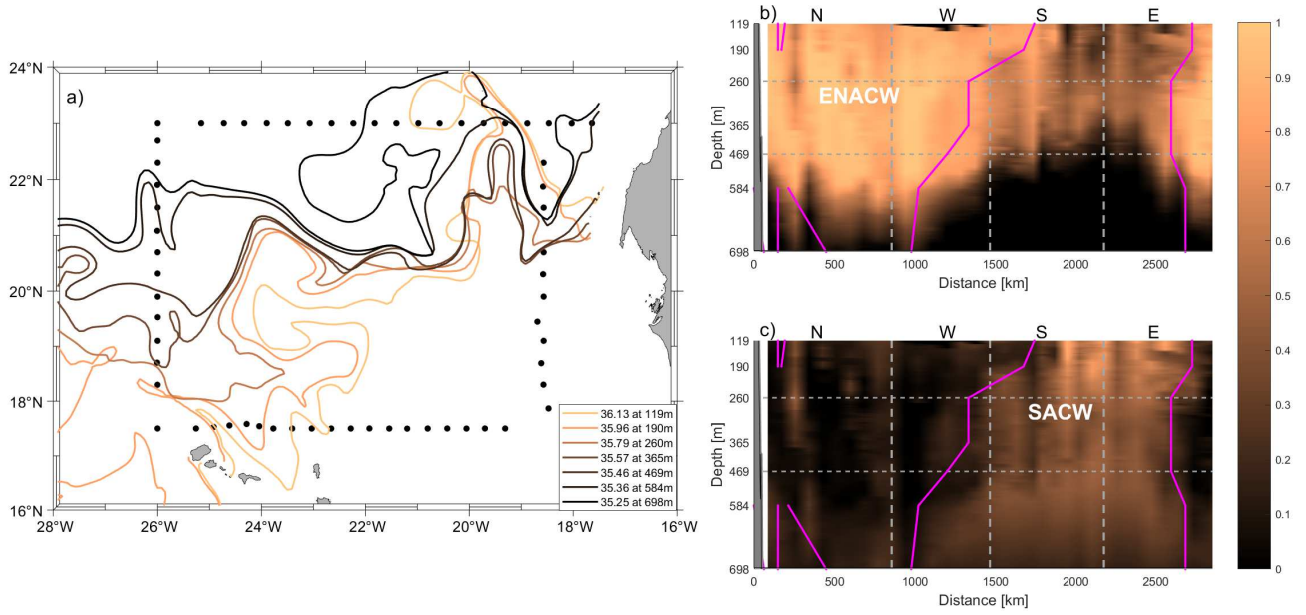 a)
24°N
22°N
20°N
18°N
16°N
28°W
26°W
24°W
22°W
20°W
18°W
16°W
36.13 at 119m
35.96 at 190m
35.79 at 260m
35.57 at 365m
35.46 at 469m
35.36 at 584m
35.25 at 698m
b)
N W S E
119
190
260
365
469
584
698
Depth [m]
ENACW
0 500 1000 1500 2000 2500
Distance [km]
c)
N W S E
119
190
260
365
469
584
698
Depth [m]
SACW
0 500 1000 1500 2000 2500
Distance [km]
1
0.9
0.8
0.7
0.6
0.5
0.4
0.3
0.2
0.1
0